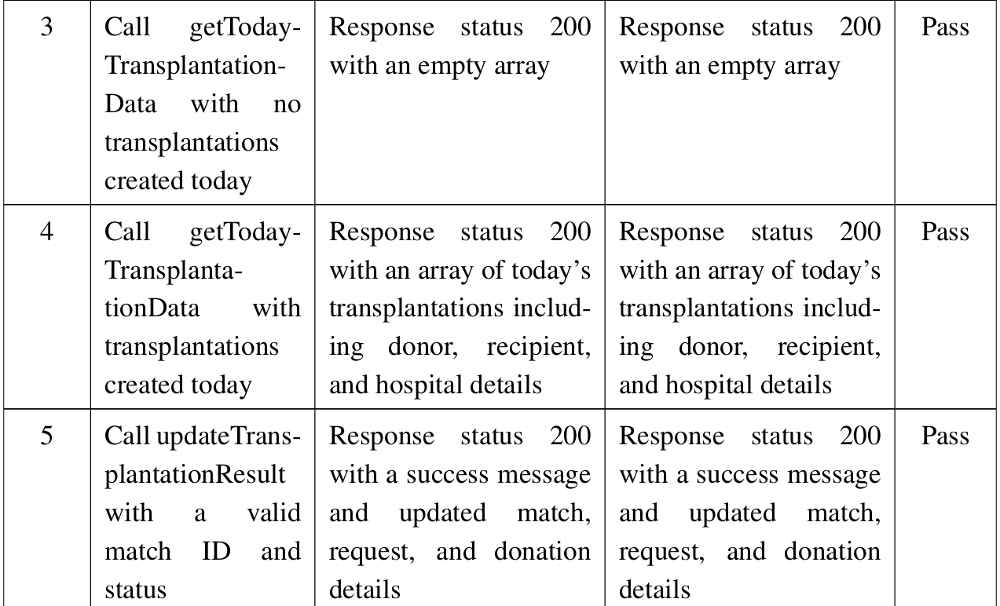 3
Call getToday-
Transplantation-
Data with no
transplantations
created today
Response status 200
with an empty array
Response status 200
with an empty array
Pass
4
Call getToday-
Transplanta-
tionData with
transplantations
created today
Response status 200
with an array of today’s
transplantations includ-
ing donor, recipient,
and hospital details
Response status 200
with an array of today’s
transplantations includ-
ing donor, recipient,
and hospital details
Pass
5
Call updateTrans-
plantationResult
with a valid
match ID and
status
Response status 200
with a success message
and updated match,
request, and donation
details
Response status 200
with a success message
and updated match,
request, and donation
details
Pass